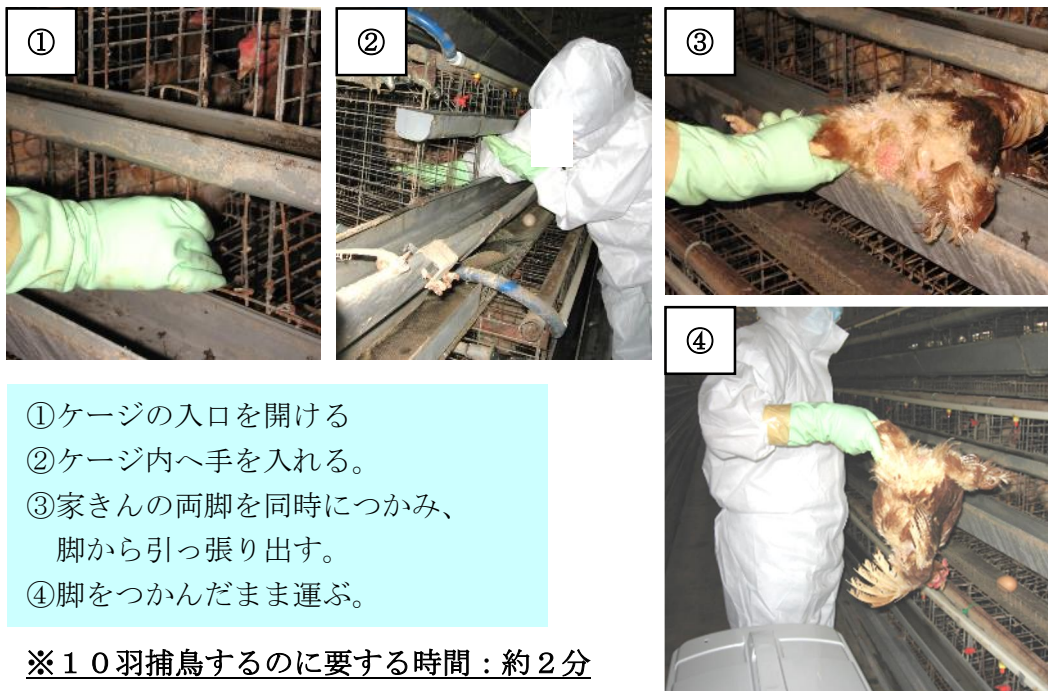 ①
②
③
④
①ケージの入口を開ける
②ケージ内へ手を入れる。
③家きんの両脚を同時につかみ、
脚から引っ張り出す。
④脚をつかんだまま運ぶ。
※１０羽捕鳥するのに要する時間：約２分